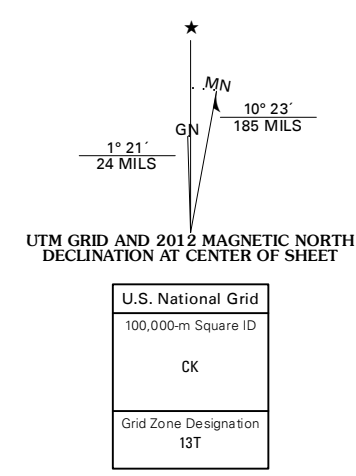 ★
MN
GN
10° 23´
185 MILS
1° 21´
24 MILS
UTM GRID AND 2012 MAGNETIC NORTH
DECLINATION AT CENTER OF SHEET
U.S. National Grid
100,000-m Square ID
CK
Grid Zone Designation
13T